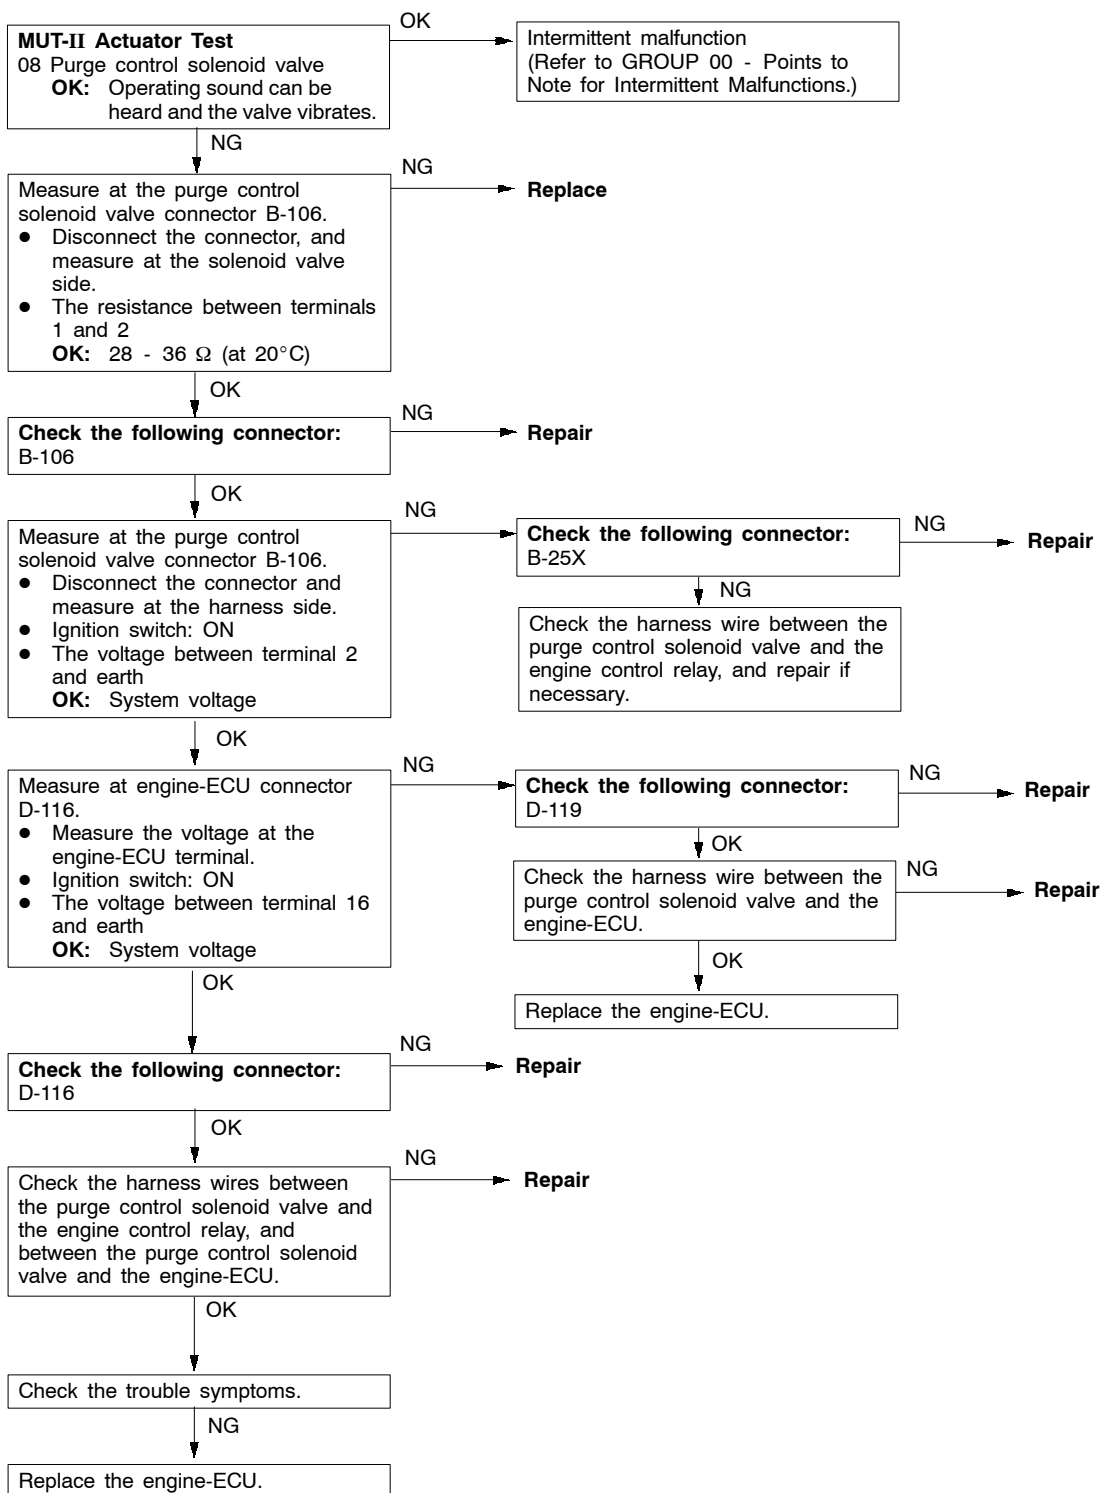 MUT-II Actuator Test
08 Purge control solenoid valve
OK: Operating sound can be
heard and the valve vibrates.
OK
Intermittent malfunction
(Refer to GROUP 00 - Points to
Note for Intermittent Malfunctions.)
NG
Measure at the purge control
solenoid valve connector B-106.
● Disconnect the connector, and
measure at the solenoid valve
side.
● The resistance between terminals
1 and 2
OK: 28 - 36 Ω (at 20°C)
NG
Replace
OK
Check the following connector:
B-106
NG
Repair
OK
Measure at the purge control
solenoid valve connector B-106.
● Disconnect the connector and
measure at the harness side.
● Ignition switch: ON
● The voltage between terminal 2
and earth
OK: System voltage
NG
Check the following connector:
B-25X
NG
Repair
NG
Check the harness wire between the
purge control solenoid valve and the
engine control relay, and repair if
necessary.
OK
Measure at engine-ECU connector
D-116.
● Measure the voltage at the
engine-ECU terminal.
● Ignition switch: ON
● The voltage between terminal 16
and earth
OK: System voltage
NG
Check the following connector:
D-119
NG
Repair
OK
Check the harness wire between the
purge control solenoid valve and the
engine-ECU.
NG
Repair
OK
Replace the engine-ECU.
OK
Check the following connector:
D-116
NG
Repair
OK
Check the harness wires between
the purge control solenoid valve and
the engine control relay, and
between the purge control solenoid
valve and the engine-ECU.
NG
Repair
OK
Check the trouble symptoms.
NG
Replace the engine-ECU.